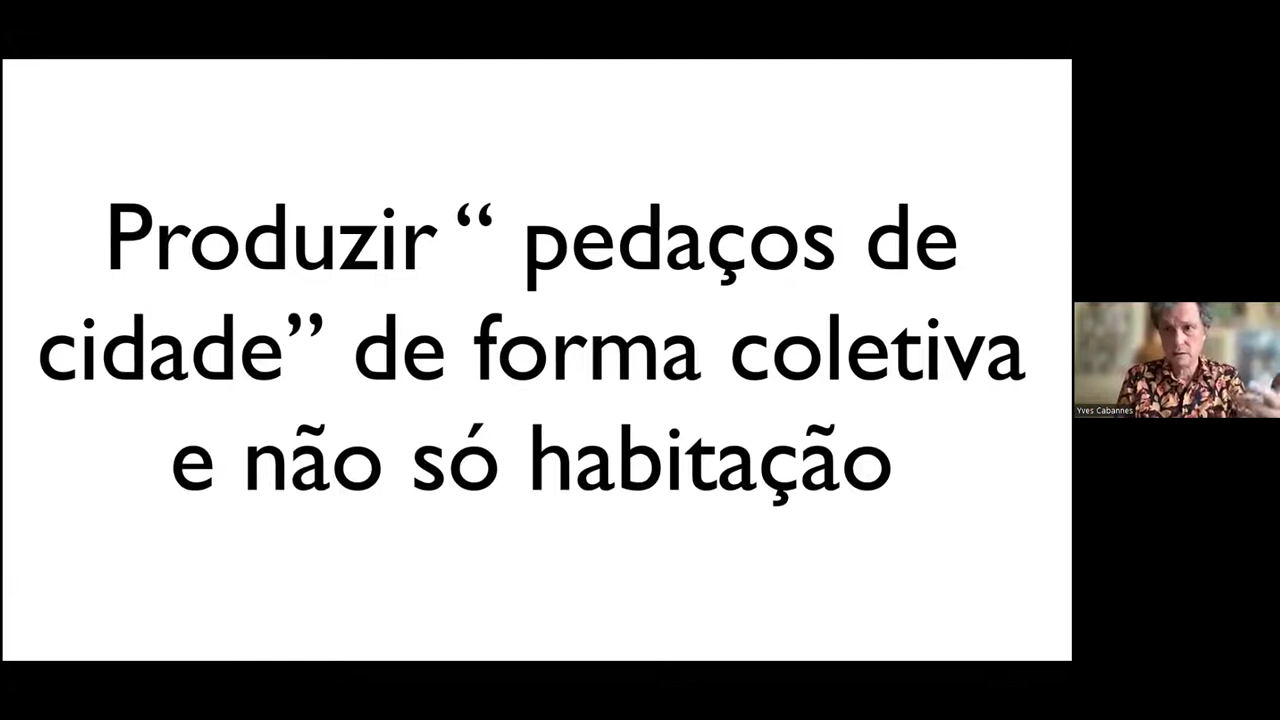 Produzir “ pedaços de
cidade” de forma coletiva
e não só habitação
Yves Cabannes